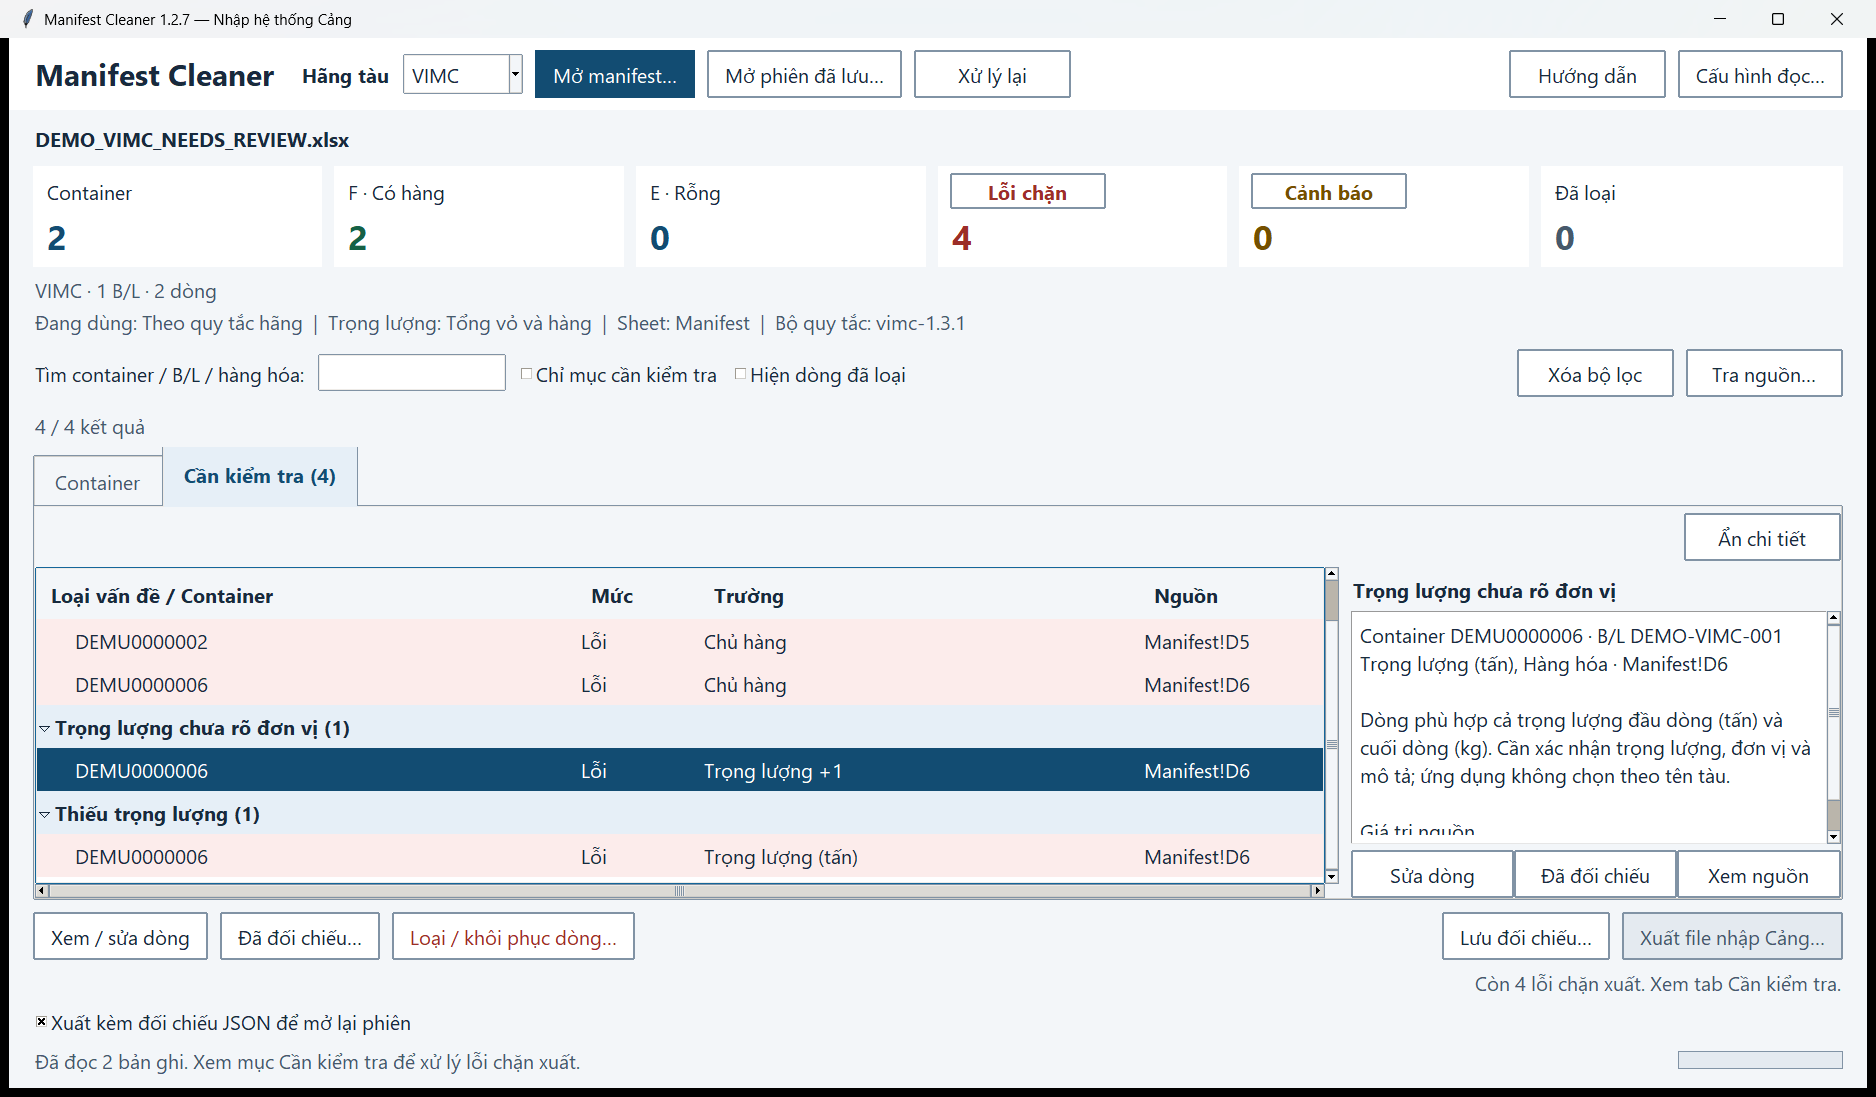 Manifest Cleaner 1.2.7 — Nhập hệ thống Cảng
Manifest Cleaner
Hãng tàu
VIMC
Mở manifest...
Mở phiên đã lưu...
Xử lý lại
Hướng dẫn
Cấu hình đọc...
DEMO_VIMC_NEEDS_REVIEW.xlsx
Container
F · Có hàng
E · Rỗng
Lỗi chặn
Cảnh báo
Đã loại
2
2
0
4
0
0
VIMC · 1 B/L · 2 dòng
Đang dùng: Theo quy tắc hãng | Trọng lượng: Tổng vỏ và hàng | Sheet: Manifest | Bộ quy tắc: vimc-1.3.1
Tìm container / B/L / hàng hóa:
Chỉ mục cần kiểm tra
Hiện dòng đã loại
Xóa bộ lọc
Tra nguồn...
4 / 4 kết quả
Container
Cần kiểm tra (4)
Ẩn chi tiết
Loại vấn đề / Container Mức Trường Nguồn
DEMU0000002 Lỗi Chủ hàng Manifest!D5
DEMU0000006 Lỗi Chủ hàng Manifest!D6
Trọng lượng chưa rõ đơn vị (1)
DEMU0000006 Lỗi Trọng lượng +1 Manifest!D6
Thiếu trọng lượng (1)
DEMU0000006 Lỗi Trọng lượng (tấn) Manifest!D6
Trọng lượng chưa rõ đơn vị
Container DEMU0000006 · B/L DEMO-VIMC-001
Trọng lượng (tấn), Hàng hóa · Manifest!D6
Dòng phù hợp cả trọng lượng đầu dòng (tấn) và
cuối dòng (kg). Cần xác nhận trọng lượng, đơn vị và
mô tả; ứng dụng không chọn theo tên tàu.
Giá trị nguồn
Sửa dòng
Đã đối chiếu
Xem nguồn
Xem / sửa dòng
Đã đối chiếu...
Loại / khôi phục dòng...
Lưu đối chiếu...
Xuất file nhập Cảng...
Còn 4 lỗi chặn xuất. Xem tab Cần kiểm tra.
Xuất kèm đối chiếu JSON để mở lại phiên
Đã đọc 2 bản ghi. Xem mục Cần kiểm tra để xử lý lỗi chặn xuất.